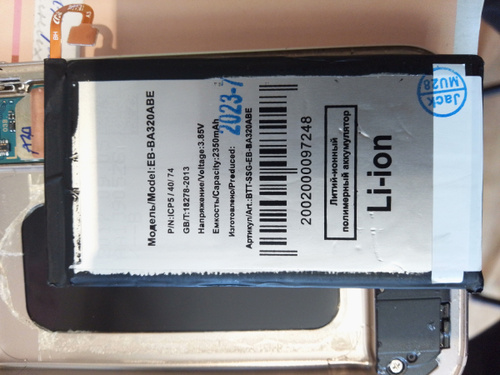 Модель/Model:EB-BA320ABE
P/N:ICP5 / 40 / 74
GB/T:18278-2013
Напряжение/Voltage:3.85V
Емкость/Capacity:2350mAh
Изготовлено/Produced:
2023-7
Артикул/Art.:BTT-SSG-EB-BA320ABE
2002000097248
Литий-ионный
полимерный аккумулятор
Li-ion
Jack
MU28